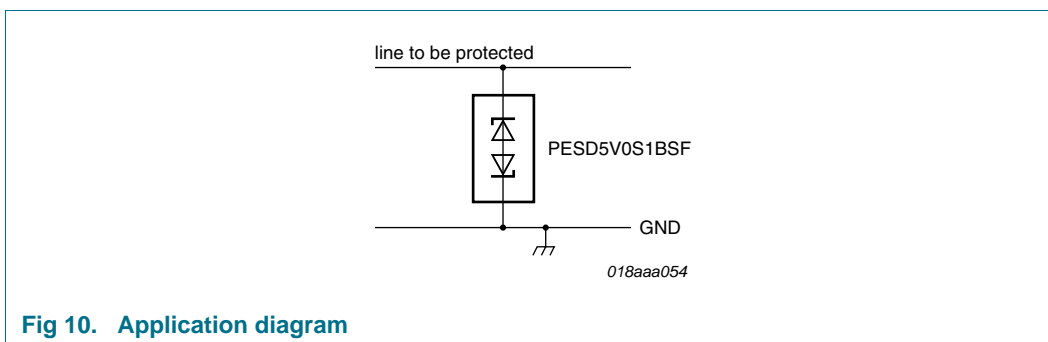 line to be protected
PESD5V0S1BSF
GND
018aaa054
Fig 10. Application diagram